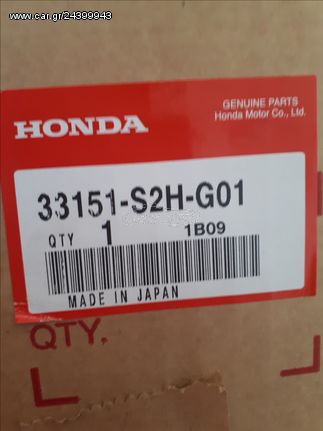 www.car.gr/24399943
GENUINE PARTS
Honda Motor Co., Ltd.
HONDA
33151-S2H-G01
QTY 1 1B09
MADE IN JAPAN
QTY.